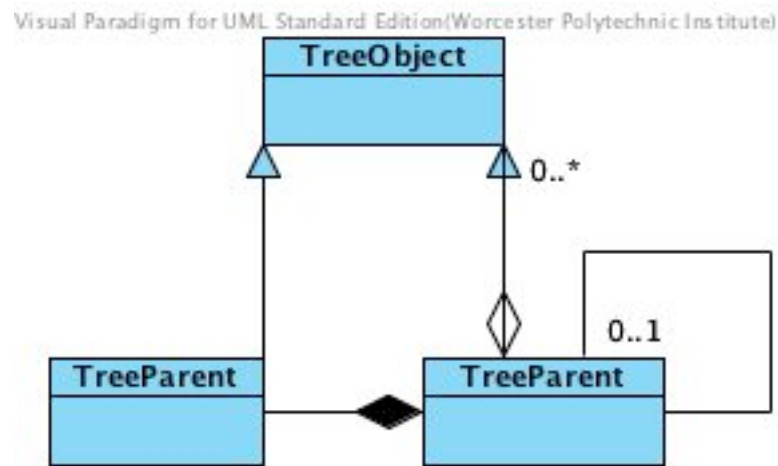 Visual Paradigm for UML Standard Edition(Worcester Polytechnic Institute)
TreeObject
0..*
0..1
TreeParent
TreeParent